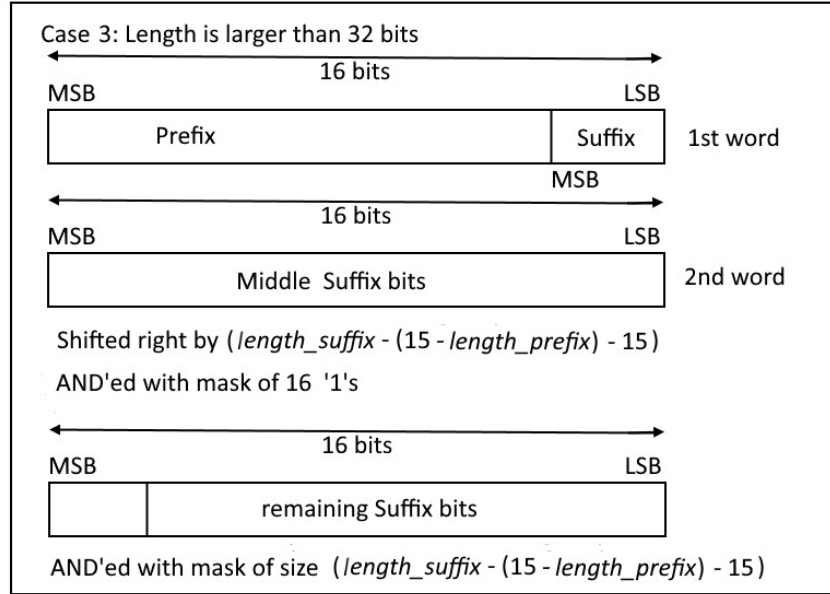 Case 3: Length is larger than 32 bits
16 bits
MSB LSB
Prefix Suffix 1st word
MSB
16 bits
MSB LSB
Middle Suffix bits 2nd word
Shifted right by (length_suffix - (15 - length_prefix) - 15)
AND'ed with mask of 16 '1's
16 bits
MSB LSB
remaining Suffix bits
AND'ed with mask of size (length_suffix - (15 - length_prefix) - 15)